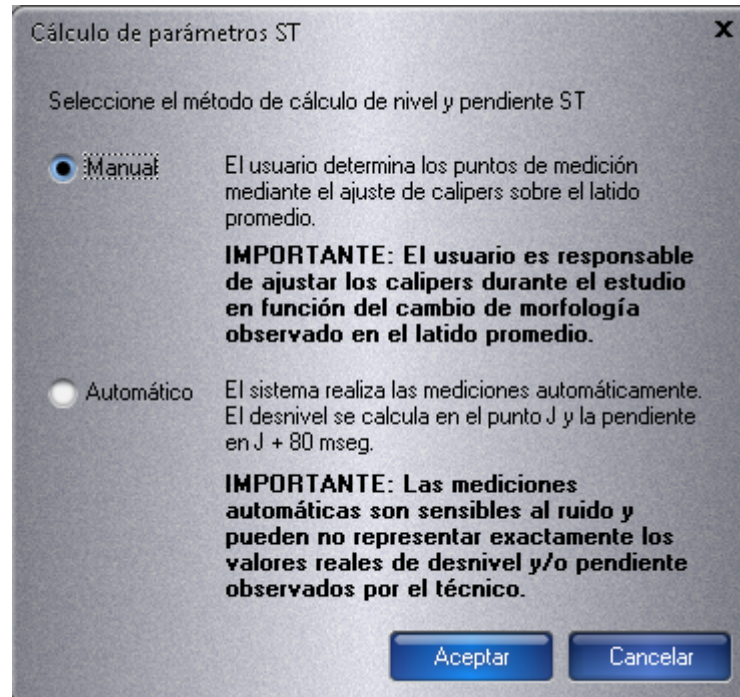 Cálculo de parámetros ST
x
Seleccione el método de cálculo de nivel y pendiente ST
Manual
El usuario determina los puntos de medición
mediante el ajuste de calipers sobre el latido
promedio.
IMPORTANTE: El usuario es responsable
de ajustar los calipers durante el estudio
en función del cambio de morfología
observado en el latido promedio.
Automático
El sistema realiza las mediciones automáticamente.
El desnivel se calcula en el punto J y la pendiente
en J + 80 mseg.
IMPORTANTE: Las mediciones
automáticas son sensibles al ruido y
pueden no representar exactamente los
valores reales de desnivel y/o pendiente
observados por el técnico.
Aceptar
Cancelar